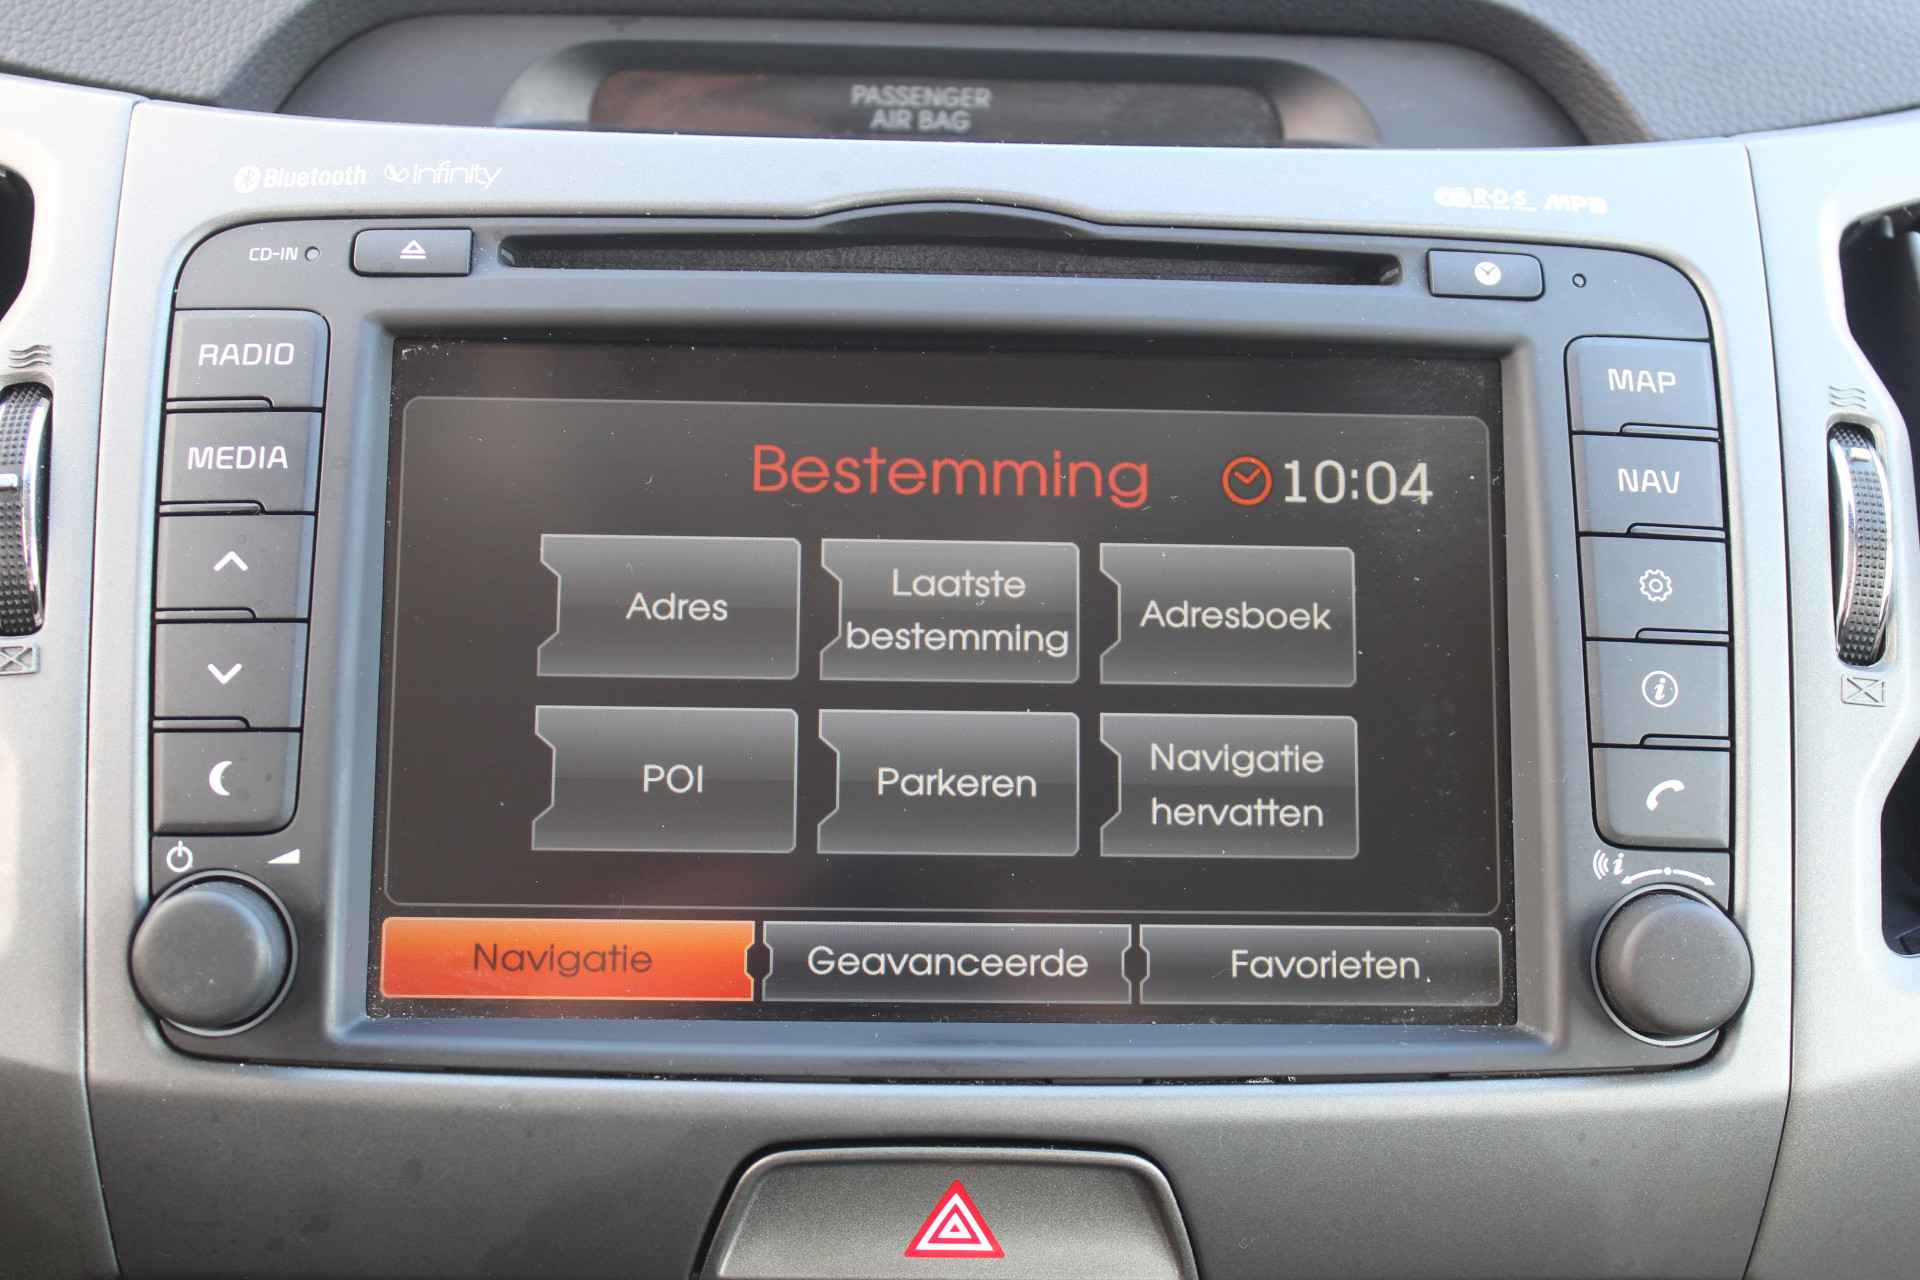 PASSENGER
AIR BAG
Bluetooth infinity
R·D·S MP3
CD-IN
RADIO
MEDIA
MAP
NAV
Bestemming 10:04
Adres
Laatste
bestemming
Adresboek
POI
Parkeren
Navigatie
hervatten
Navigatie
Geavanceerde
Favorieten